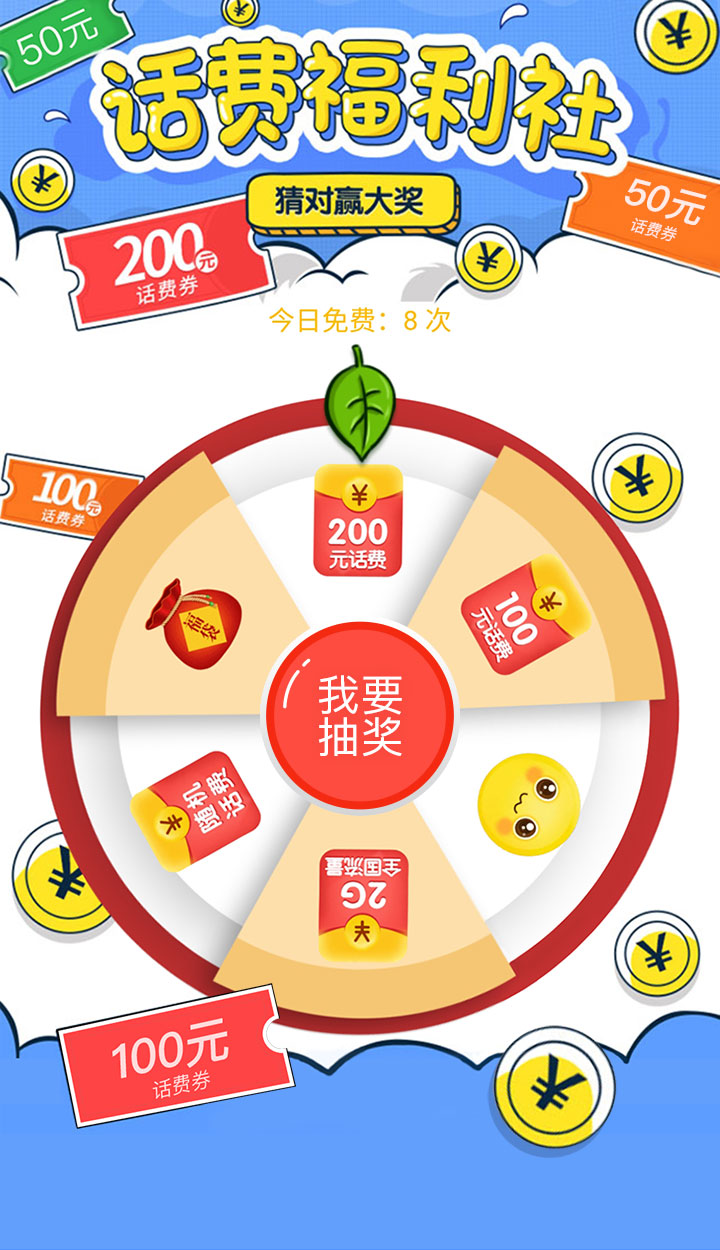 50元
话费福利社
猜对赢大奖
50元
话费券
200元
话费券
今日免费：8 次
100元
话费券
200
元话费
100
元话费
福袋
我要
抽奖
随机
话费
2G
全国流量
100元
话费券